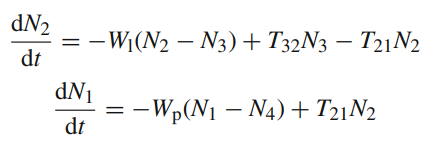 dN₂/dt = −W₁(N₂ − N₃) + T₃₂N₃ − T₂₁N₂
dN₁/dt = −Wₚ(N₁ − N₄) + T₂₁N₂